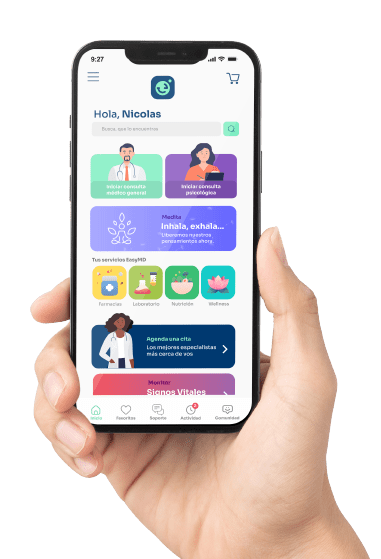 9:27
Hola, Nicolas
Busca, que lo encuentras
Iniciar consulta
médico general
Iniciar consulta
psicológica
Medita
Inhala, exhala...
Liberemos nuestros
pensamientos ahora
Tus servicios EasyMD
Farmacias
Laboratorio
Nutrición
Wellness
Agenda una cita
Los mejores especialistas
más cerca de vos
Monitor
Signos Vitales
Inicio
Favoritos
Soporte
Actividad
Comunidad